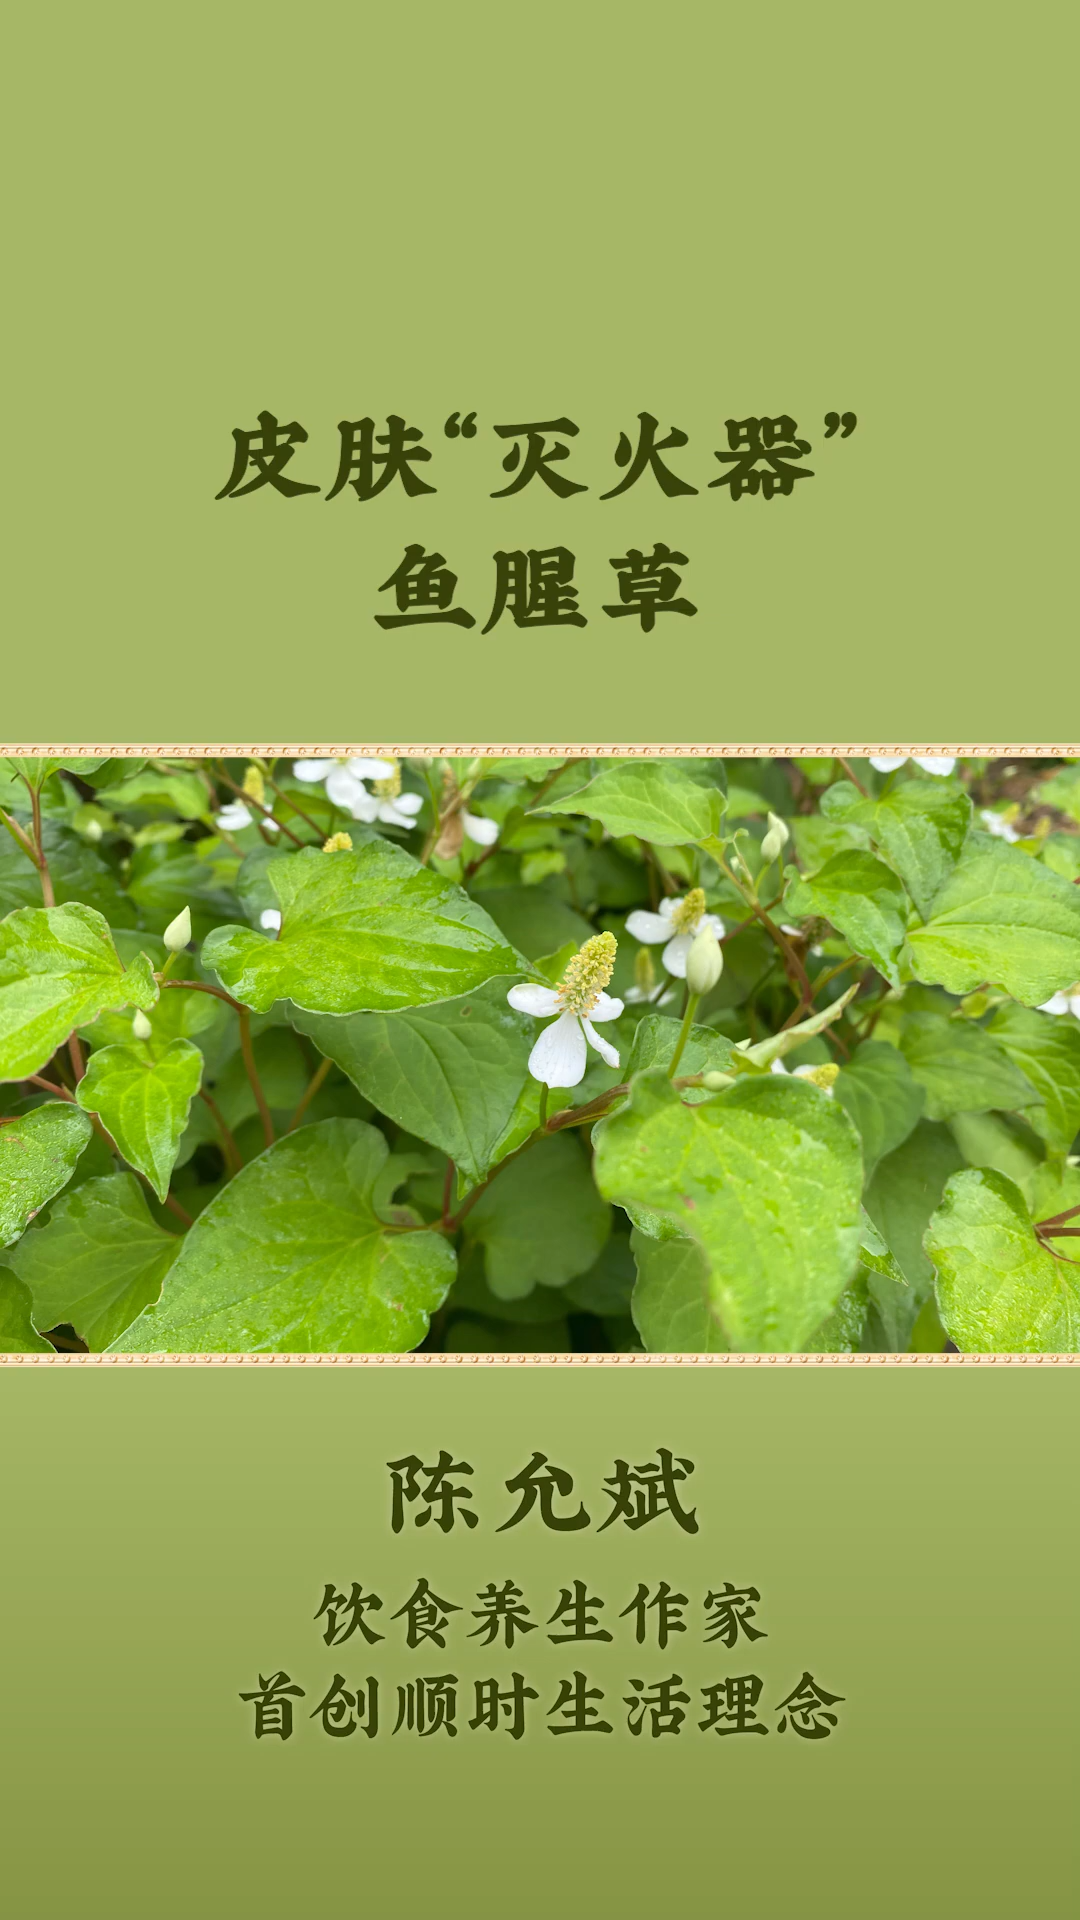 皮肤“灭火器”
鱼腥草
陈允斌
饮食养生作家
首创顺时生活理念